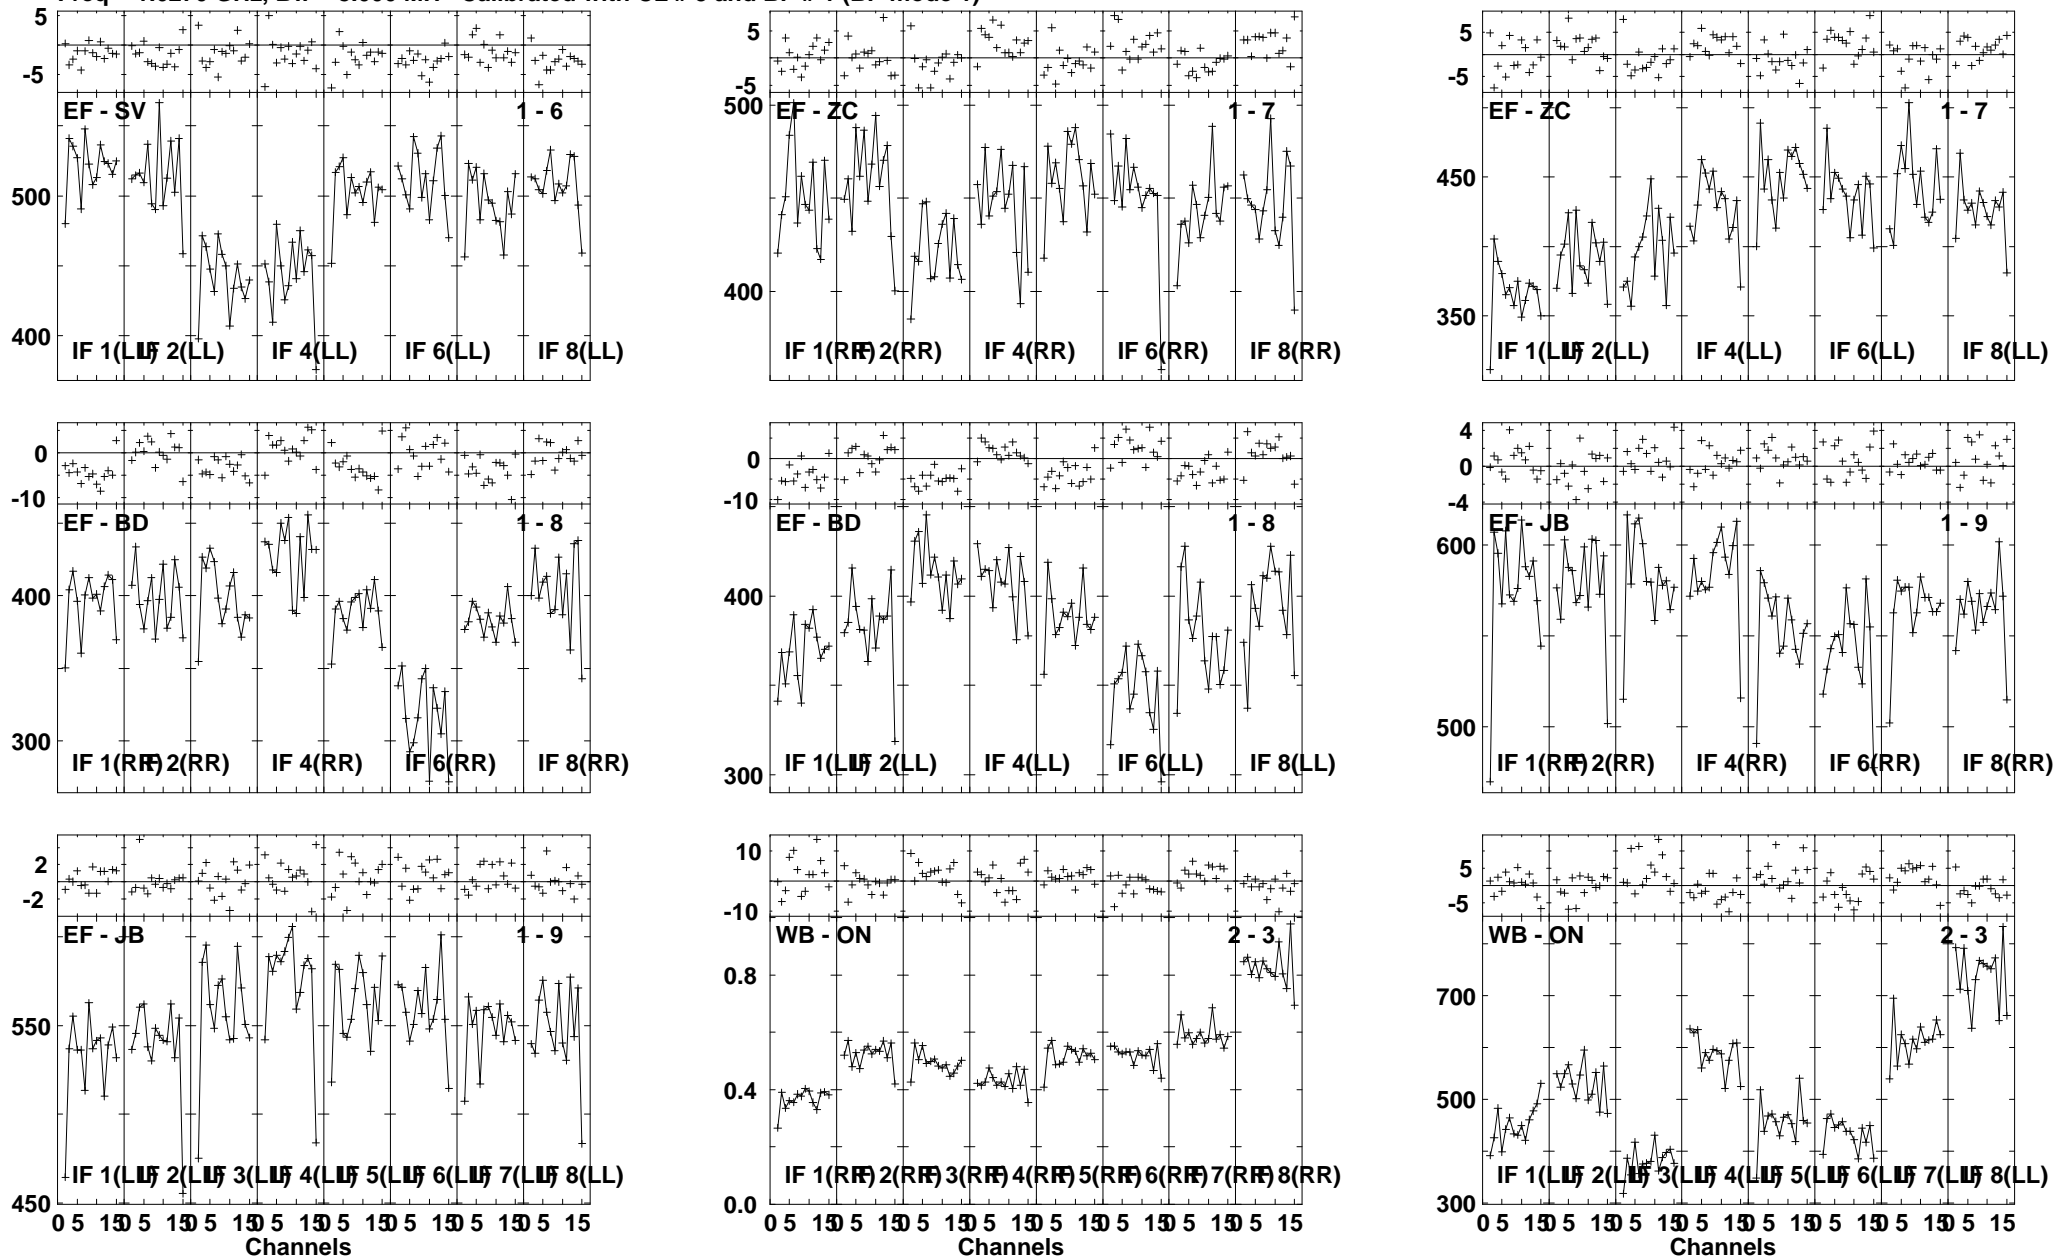 5
-5
EF - SV
1 - 6
500
400
IF 1(LL)
IF 2(LL)
IF 4(LL)
IF 6(LL)
IF 8(LL)
5
-5
500
EF - ZC
1 - 7
400
IF 1(RR)
IF 2(RR)
IF 4(RR)
IF 6(RR)
IF 8(RR)
5
-5
EF - ZC
1 - 7
450
350
IF 1(LL)
IF 2(LL)
IF 4(LL)
IF 6(LL)
IF 8(LL)
0
-10
EF - BD
1 - 8
400
300
IF 1(RR)
IF 2(RR)
IF 4(RR)
IF 6(RR)
IF 8(RR)
0
-10
EF - BD
1 - 8
400
300
IF 1(LL)
IF 2(LL)
IF 4(LL)
IF 6(LL)
IF 8(LL)
4
0
-4
EF - JB
1 - 9
600
500
IF 1(RR)
IF 2(RR)
IF 4(RR)
IF 6(RR)
IF 8(RR)
2
-2
EF - JB
1 - 9
550
450
IF 1(LL)
IF 2(LL)
IF 3(LL)
IF 4(LL)
IF 5(LL)
IF 6(LL)
IF 7(LL)
IF 8(LL)
0 5 15 0 5 15 0 5 15 0 5 15 0 5 15 0 5 15 0 5 15 0 5 15
Channels
10
0
-10
WB - ON
2 - 3
0.8
0.4
0.0
IF 1(RR)
IF 2(RR)
IF 3(RR)
IF 4(RR)
IF 5(RR)
IF 6(RR)
IF 7(RR)
IF 8(RR)
0 5 15 0 5 15 0 5 15 0 5 15 0 5 15 0 5 15 0 5 15 0 5 15
Channels
5
-5
WB - ON
2 - 3
700
500
300
IF 1(LL)
IF 2(LL)
IF 3(LL)
IF 4(LL)
IF 5(LL)
IF 6(LL)
IF 7(LL)
IF 8(LL)
0 5 15 0 5 15 0 5 15 0 5 15 0 5 15 0 5 15 0 5 15 0 5 15
Channels